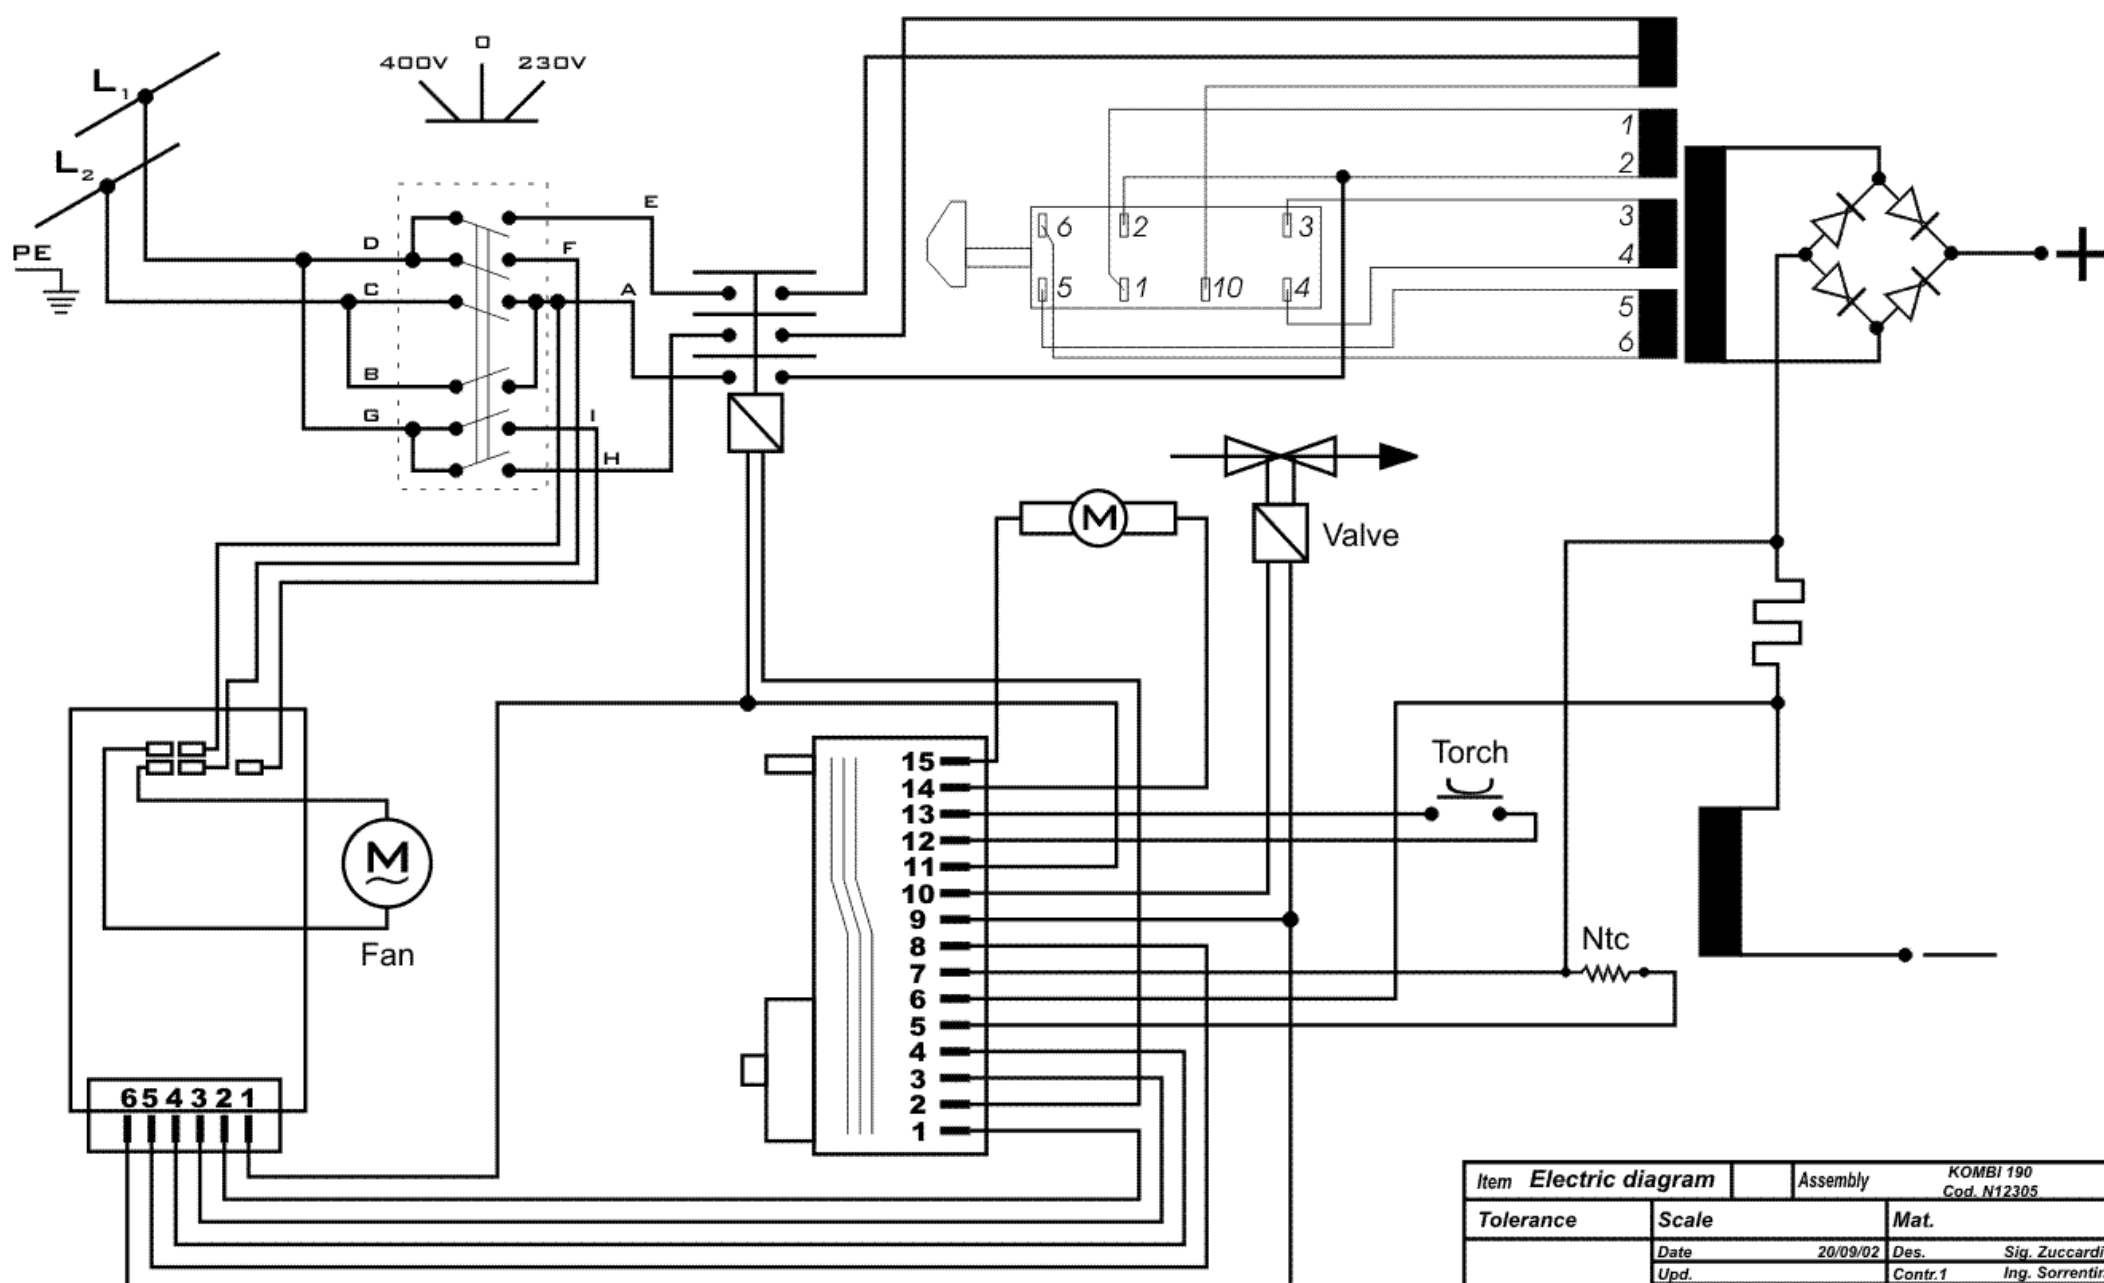 O
400V 230V
L1
L2
PE
E
D
F
C
A
B
G
I
H
1
2
3
4
5
6
6 2 3
5 1 10 4
+
M
Valve
15
14
13
12
11
10
9
8
7
6
5
4
3
2
1
Torch
Ntc
M
Fan
6 5 4 3 2 1
Item Electric diagram Assembly KOMBI 190
Cod. N12305
Tolerance Scale Mat.
Date 20/09/02 Des. Sig. Zuccardi
Upd. Contr.1 Ing. Sorrentin